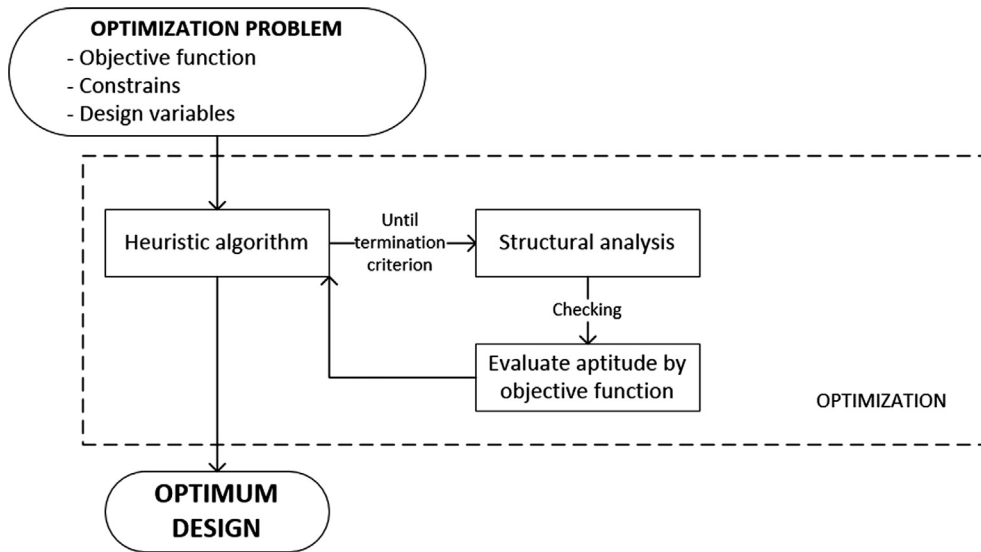 OPTIMIZATION PROBLEM
- Objective function
- Constrains
- Design variables
Heuristic algorithm
Until
termination
criterion
Structural analysis
Checking
Evaluate aptitude by
objective function
OPTIMIZATION
OPTIMUM
DESIGN